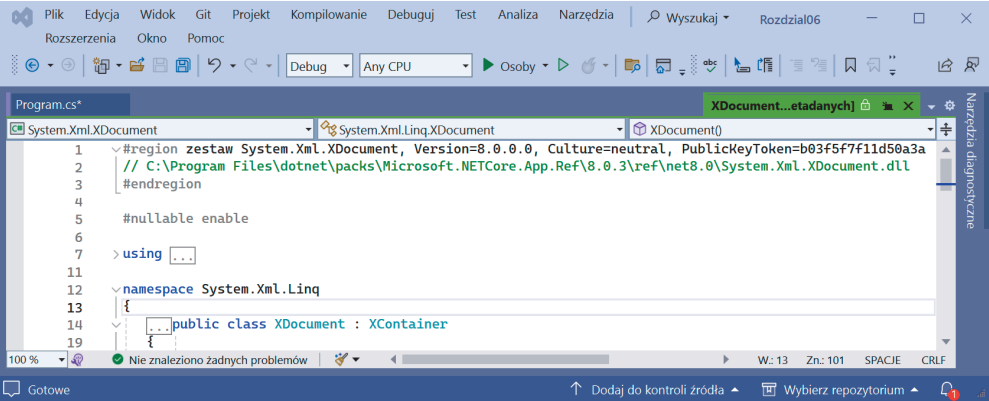 Plik Edycja Widok Git Projekt Kompilowanie Debuguj Test Analiza Narzędzia Wyszukaj Rozdzial06
Rozszerzenia Okno Pomoc
Debug Any CPU Osoby abc
Program.cs* XDocument...etadanych]
System.Xml.XDocument System.Xml.Linq.XDocument XDocument()
1 #region zestaw System.Xml.XDocument, Version=8.0.0.0, Culture=neutral, PublicKeyToken=b03f5f7f11d50a3a
2 // C:\Program Files\dotnet\packs\Microsoft.NETCore.App.Ref\8.0.3\ref\net8.0\System.Xml.XDocument.dll
3 #endregion
4
5 #nullable enable
6
7 using ...
11
12 namespace System.Xml.Linq
13 {
14 ...public class XDocument : XContainer
19 {
100 % Nie znaleziono żadnych problemów W.: 13 Zn.: 101 SPACJE CRLF
Gotowe Dodaj do kontroli źródła Wybierz repozytorium 1
Narzędzia diagnostyczne